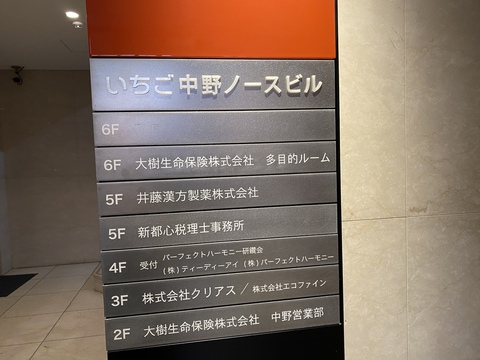 いちご中野ノースビル
6F
6F 大樹生命保険株式会社 多目的ルーム
5F 井藤漢方製薬株式会社
5F 新都心税理士事務所
4F 受付 パーフェクトハーモニー研鑽会
(株)ティーディーアイ (株)パーフェクトハーモニー
3F 株式会社クリアス / 株式会社エコファイン
2F 大樹生命保険株式会社 中野営業部